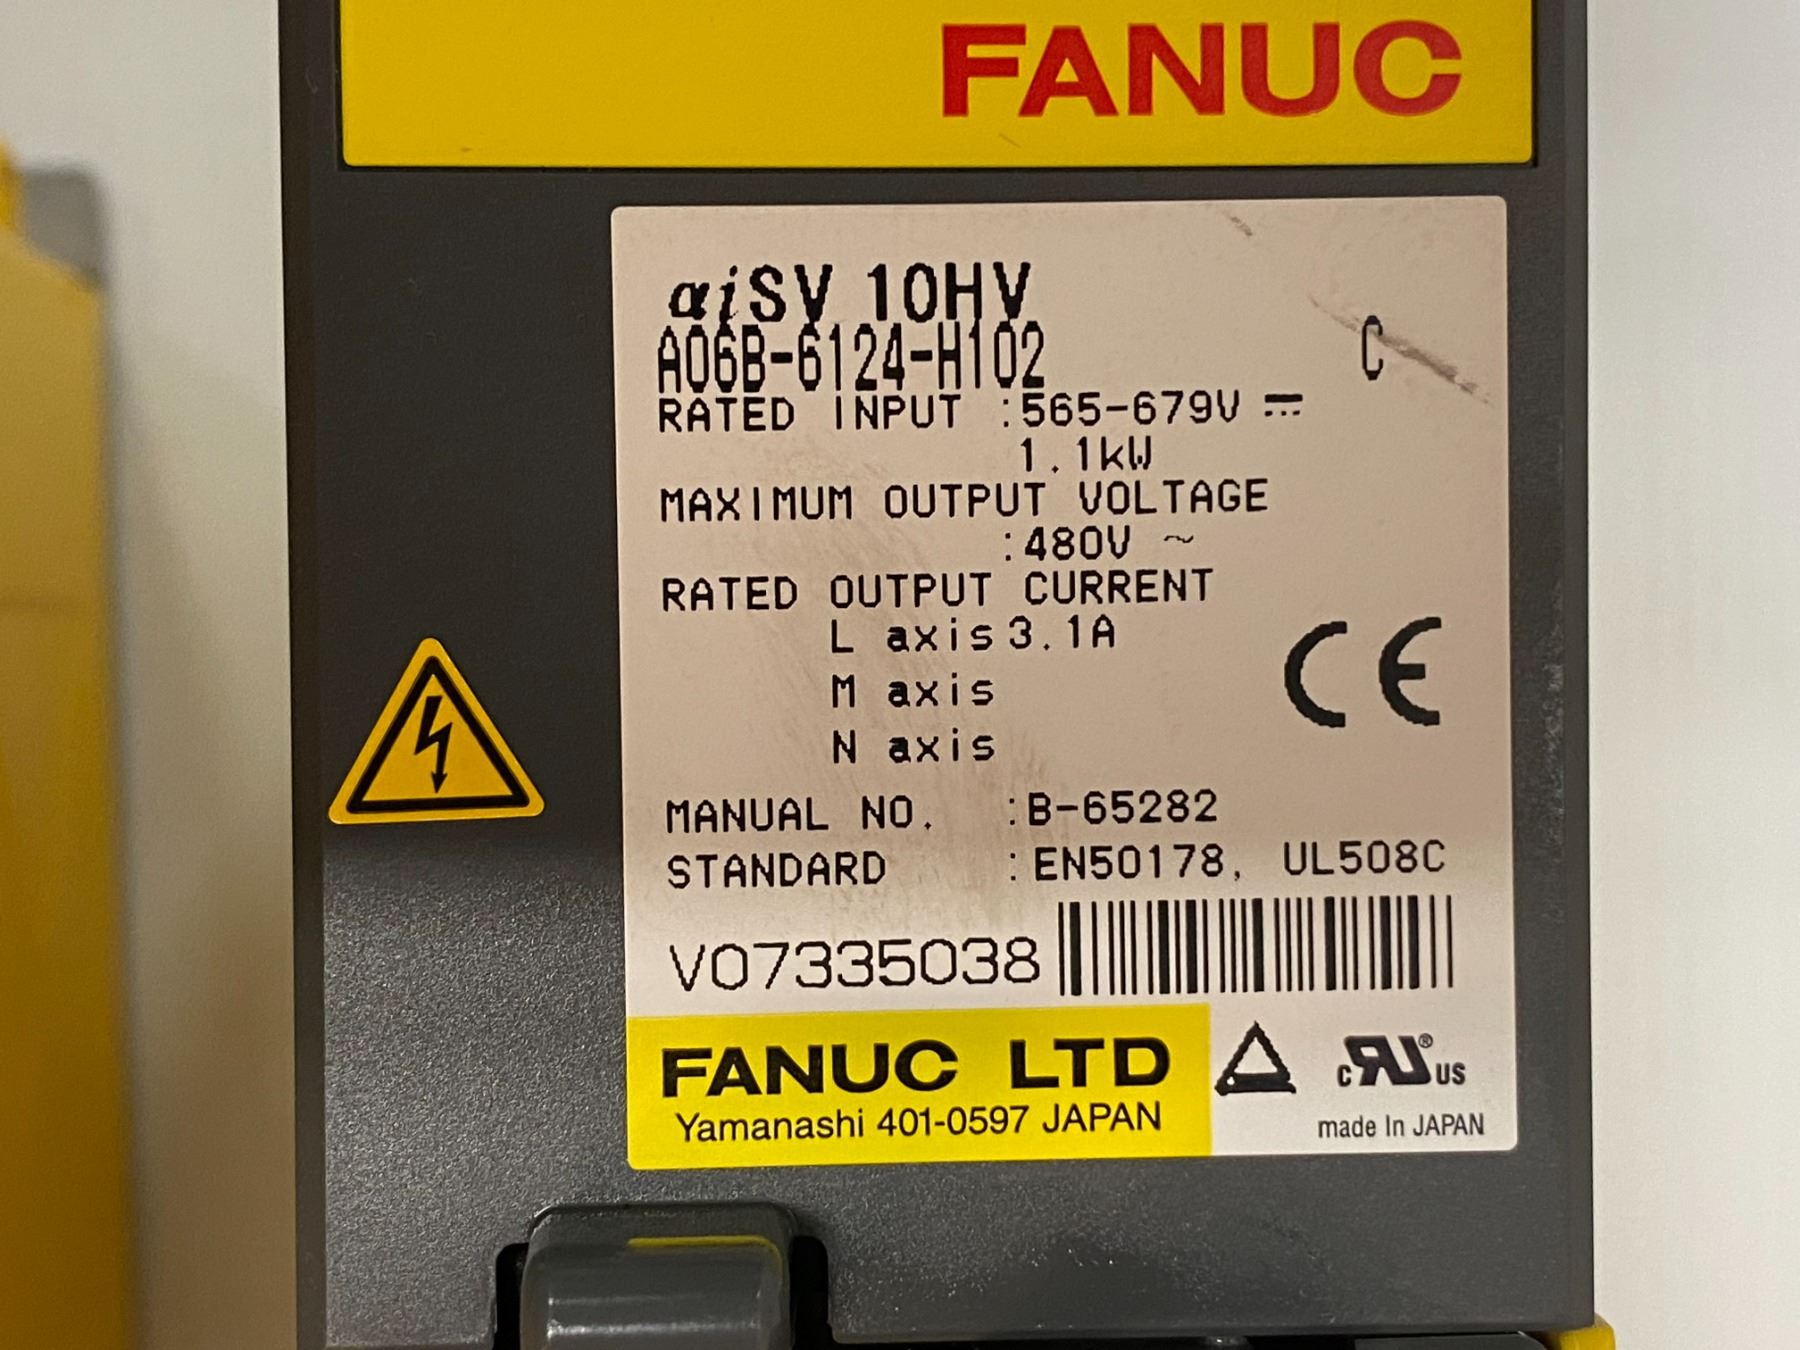 FANUC
αiSV 10HV
A06B-6124-H102 C
RATED INPUT :565-679V ⎓
1.1kW
MAXIMUM OUTPUT VOLTAGE
:480V ~
RATED OUTPUT CURRENT
L axis 3.1A
M axis
N axis
CE
MANUAL NO. :B-65282
STANDARD :EN50178, UL508C
V07335038
FANUC LTD
Yamanashi 401-0597 JAPAN
c RU® US
made In JAPAN